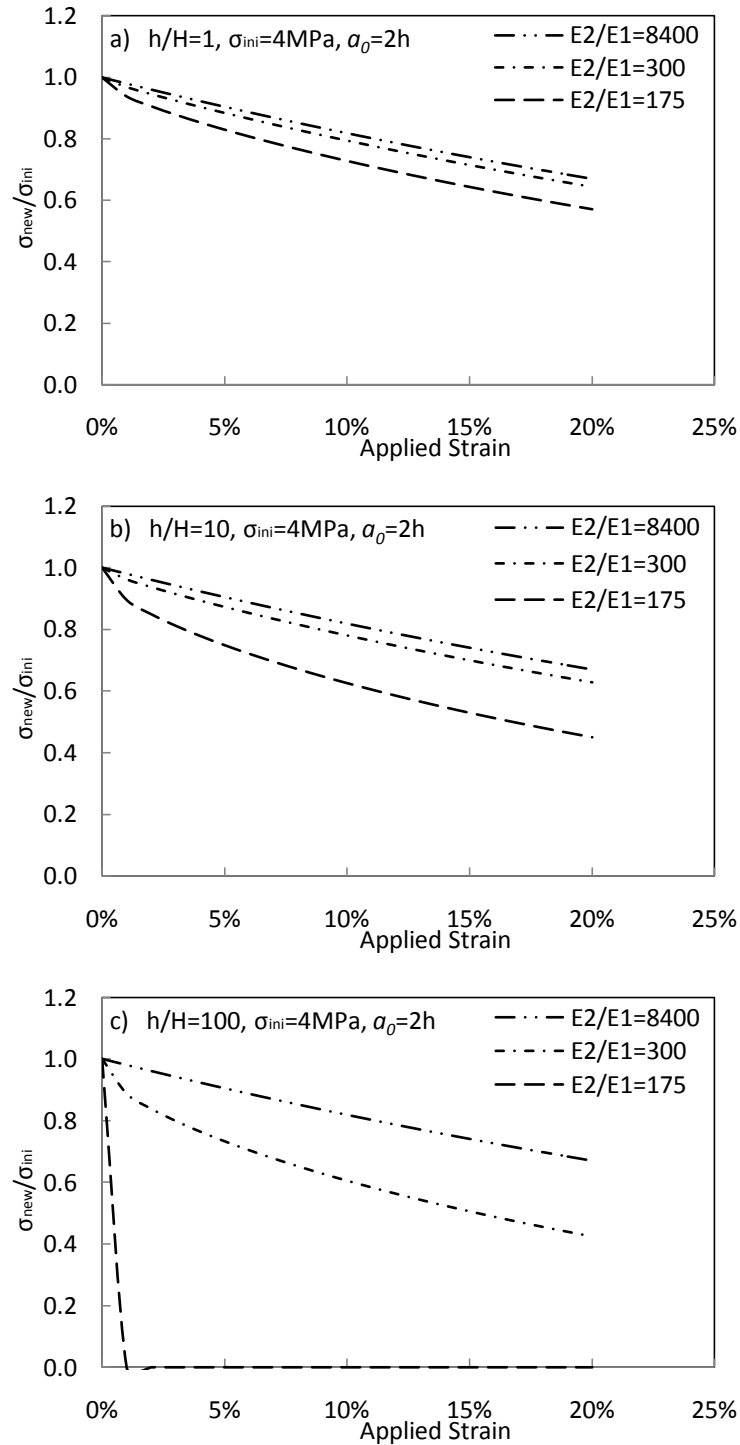 1.2
a) h/H=1, σini=4MPa, a0=2h
E2/E1=8400
E2/E1=300
E2/E1=175
1.0
0.8
0.6
0.4
0.2
0.0
σnew/σini
0% 5% 10% 15% 20% 25%
Applied Strain
1.2
b) h/H=10, σini=4MPa, a0=2h
E2/E1=8400
E2/E1=300
E2/E1=175
1.0
0.8
0.6
0.4
0.2
0.0
σnew/σini
0% 5% 10% 15% 20% 25%
Applied Strain
1.2
c) h/H=100, σini=4MPa, a0=2h
E2/E1=8400
E2/E1=300
E2/E1=175
1.0
0.8
0.6
0.4
0.2
0.0
σnew/σini
0% 5% 10% 15% 20% 25%
Applied Strain